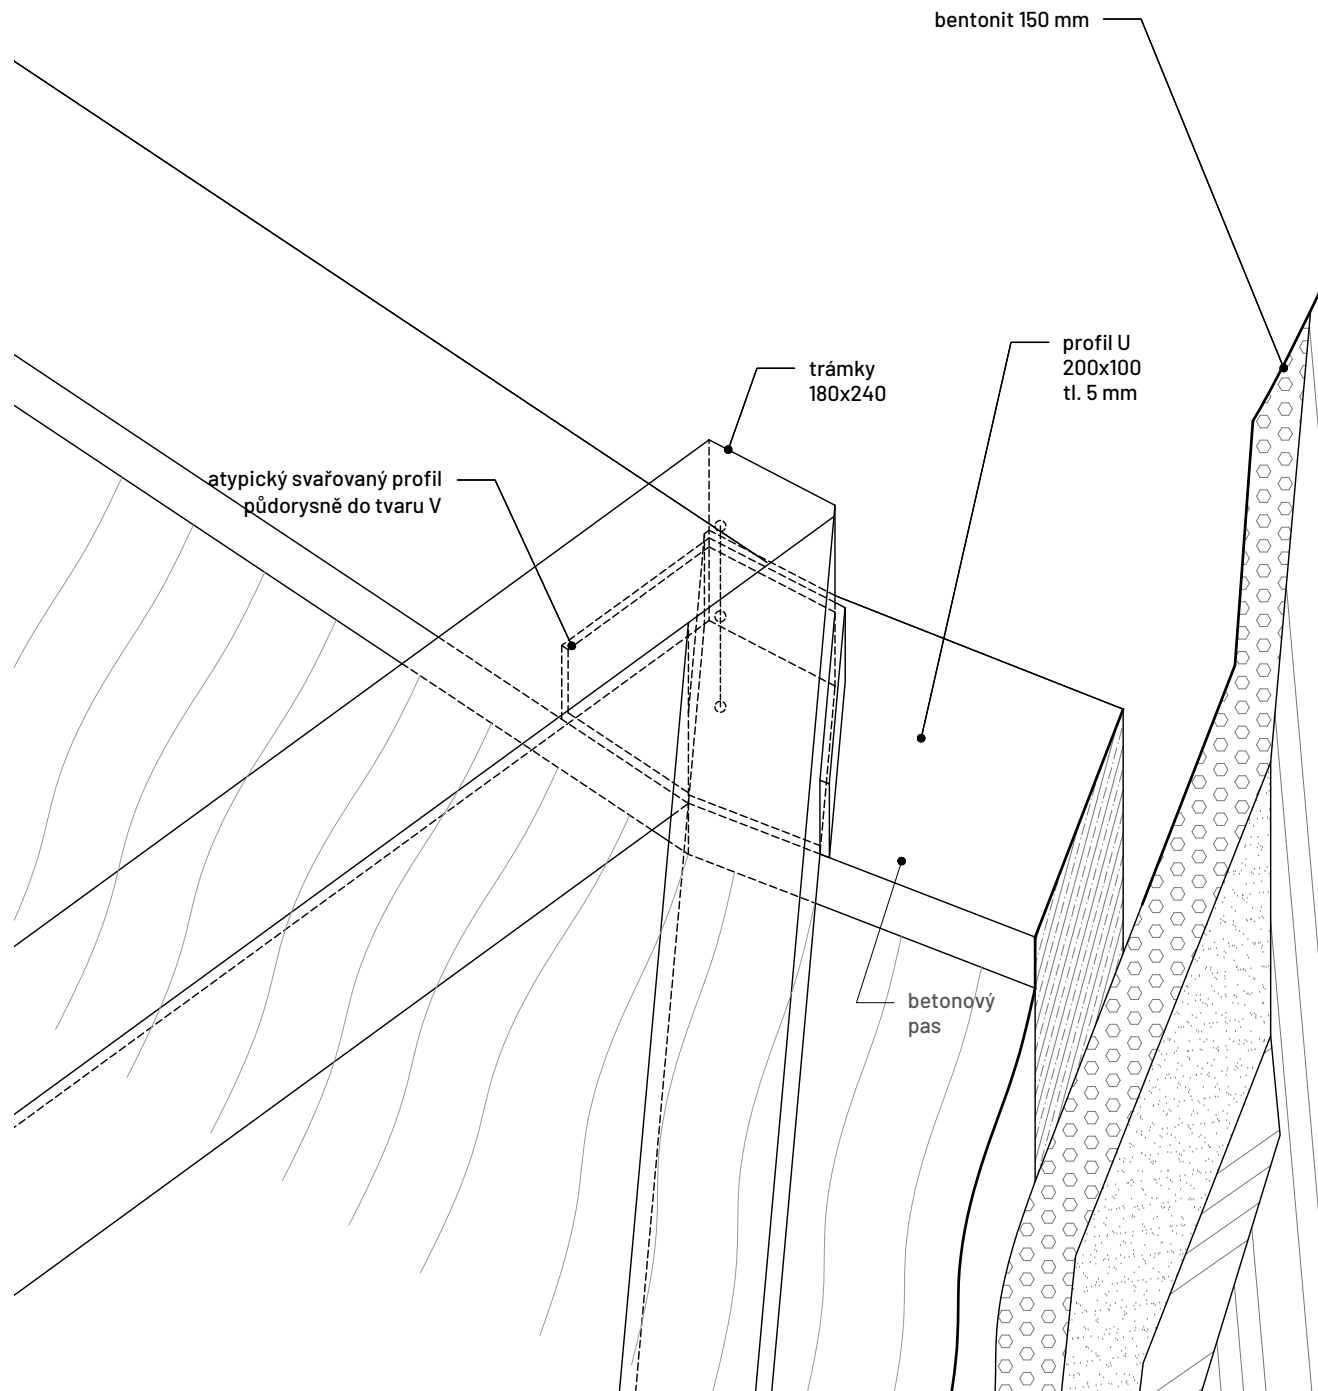 bentonit 150 mm
profil U
200x100
tl. 5 mm
trámky
180x240
atypický svařovaný profil
půdorysně do tvaru V
betonový
pas